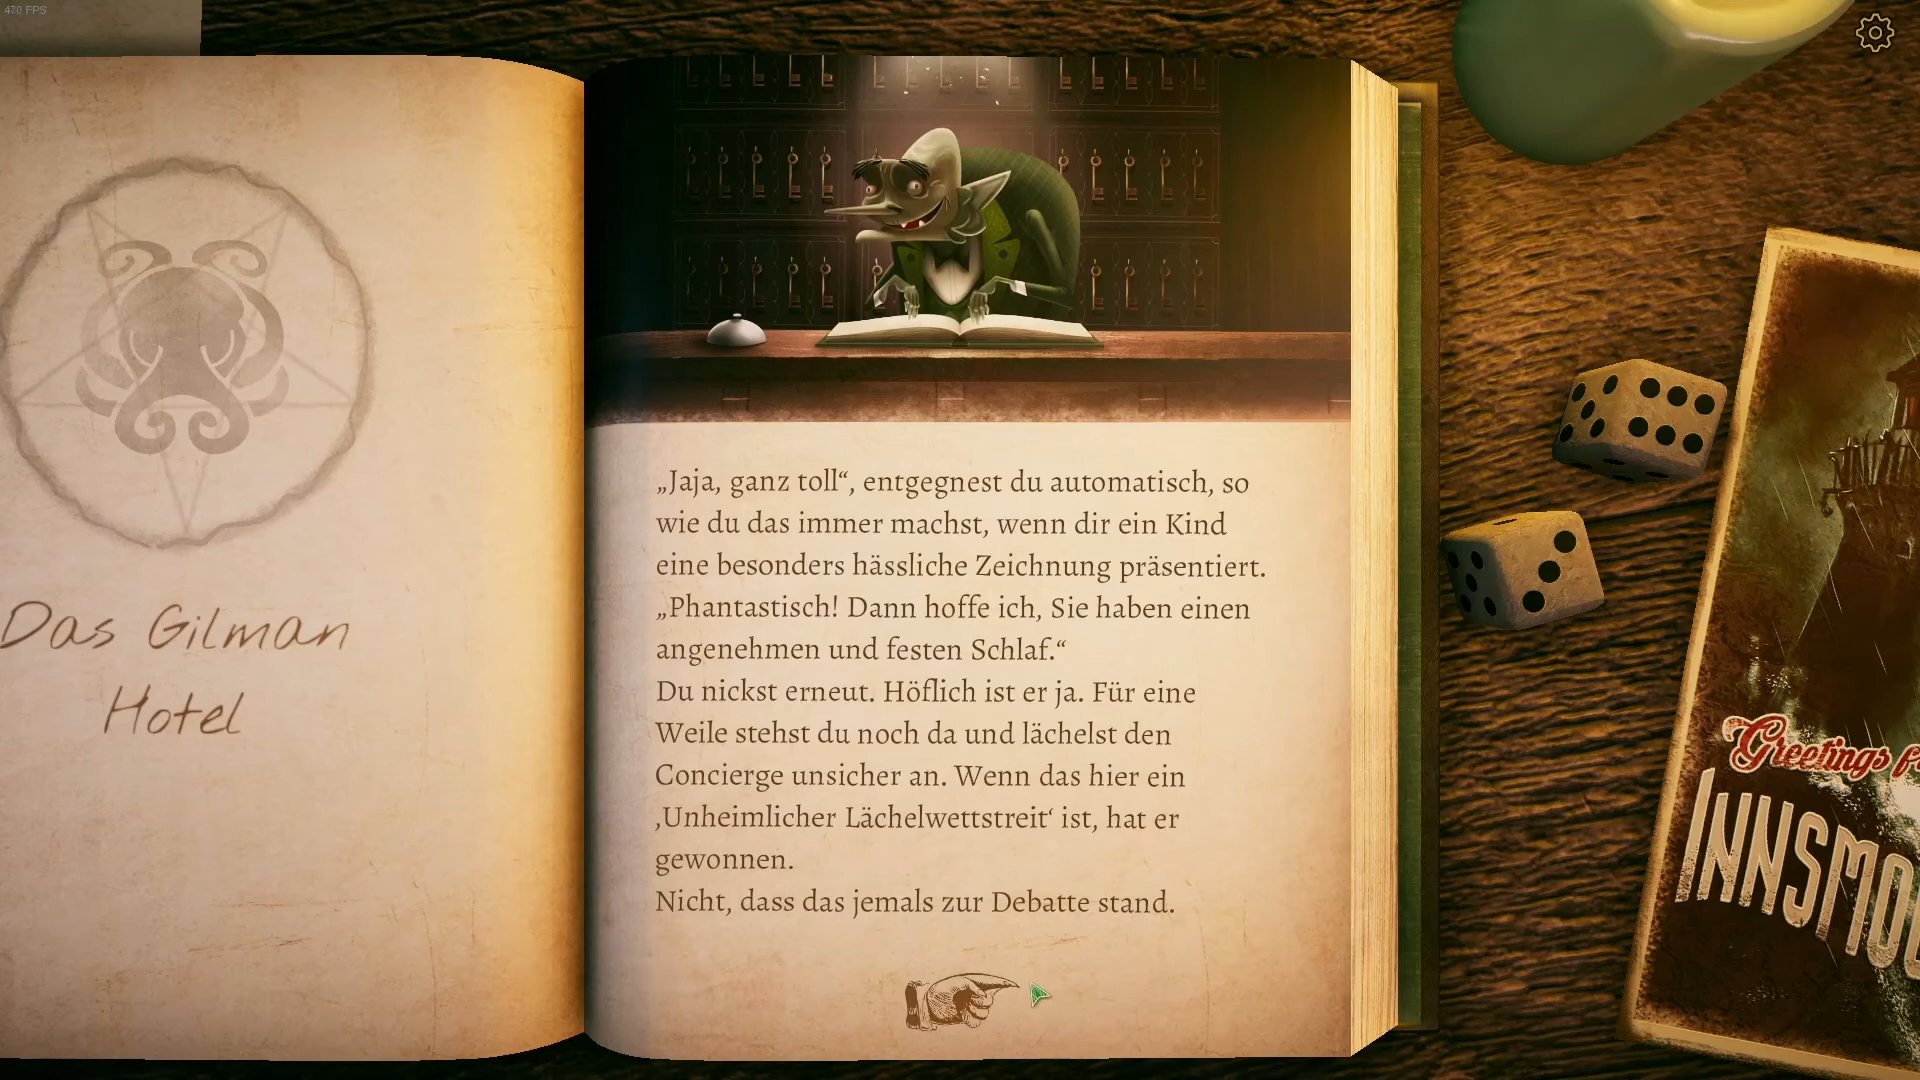 470 FPS
Das Gilman
Hotel
„Jaja, ganz toll“, entgegnest du automatisch, so
wie du das immer machst, wenn dir ein Kind
eine besonders hässliche Zeichnung präsentiert.
„Phantastisch! Dann hoffe ich, Sie haben einen
angenehmen und festen Schlaf.“
Du nickst erneut. Höflich ist er ja. Für eine
Weile stehst du noch da und lächelst den
Concierge unsicher an. Wenn das hier ein
‚Unheimlicher Lächelwettstreit‘ ist, hat er
gewonnen.
Nicht, dass das jemals zur Debatte stand.
Greetings